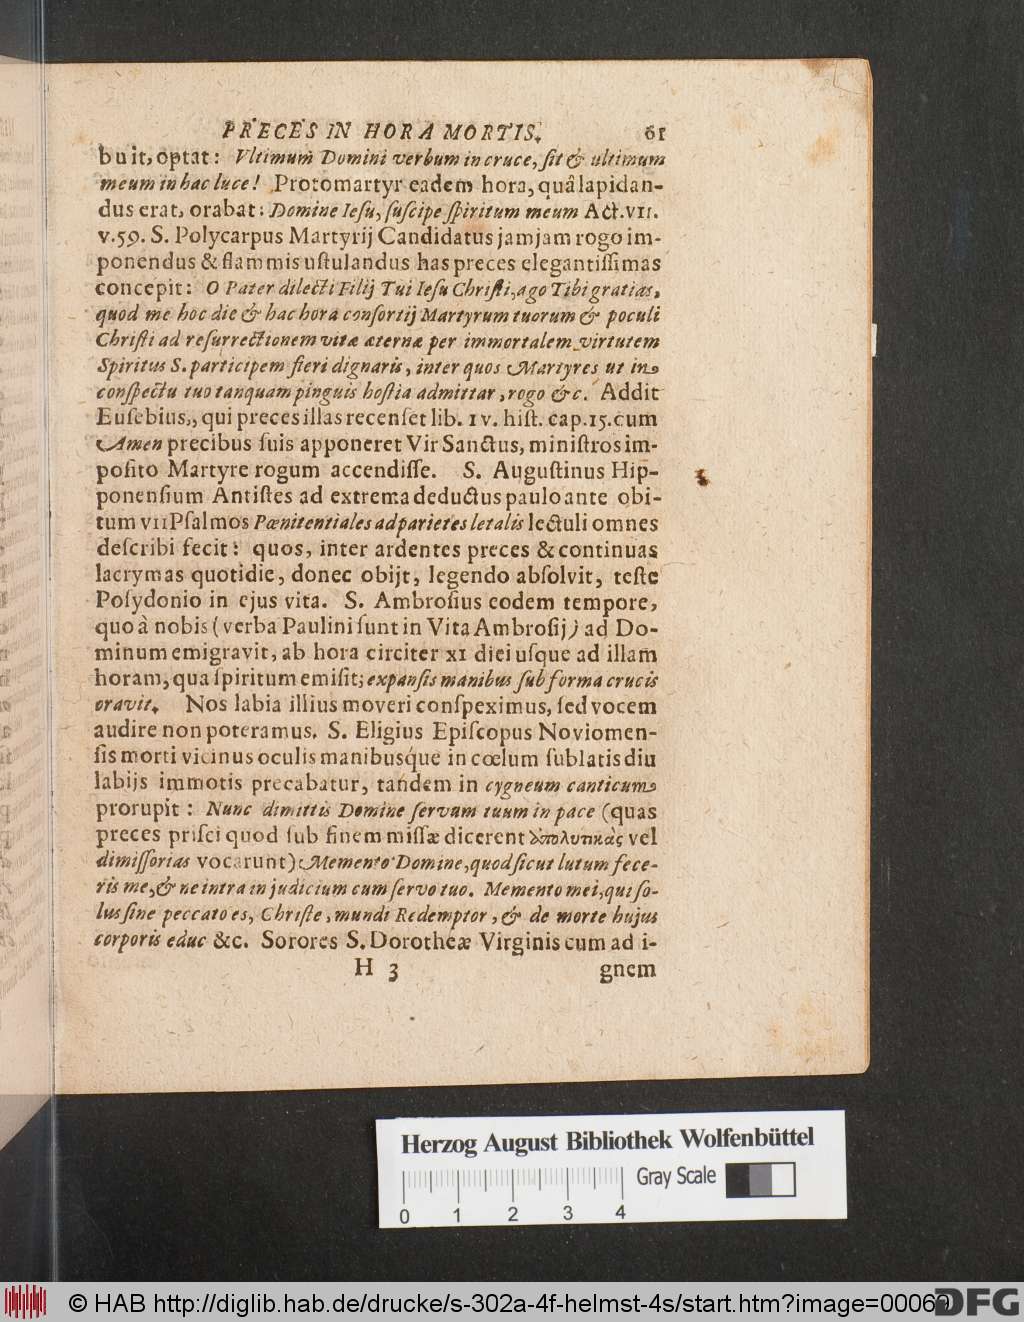 PRECES IN HORA MORTIS. 61
buit, optat: Vltimum Domini verbum in cruce, ſit & ultimum
meum in hac luce! Protomartyr eadem hora, quâ lapidan-
dus erat, orabat: Domine Ieſu, ſuſcipe ſpiritum meum Act. VII.
v. 59. S. Polycarpus Martyrij Candidatus jamjam rogo im-
ponendus & flammis uſtulandus has preces elegantiſſimas
concepit: O Pater dilecti Filij Tui Ieſu Chriſti, ago Tibi gratias,
quod me hoc die & hac hora conſortij Martyrum tuorum & poculi
Chriſti ad reſurrectionem vitæ æternæ per immortalem virtutem
Spiritus S. participem fieri dignaris, inter quos Martyres ut in
conſpectu tuo tanquam pinguis hoſtia admittar, rogo &c. Addit
Euſebius, qui preces illas recenſet lib. IV. hiſt. cap. 15. cum
Amen precibus ſuis apponeret Vir Sanctus, miniſtros im-
poſito Martyre rogum accendiſſe. S. Auguſtinus Hip-
ponenſium Antiſtes ad extrema deductus paulo ante obi-
tum VII Pſalmos Pœnitentiales ad parietes letalis lectuli omnes
deſcribi fecit: quos, inter ardentes preces & continuas
lacrymas quotidie, donec obijt, legendo abſolvit, teſte
Poſydonio in ejus vita. S. Ambroſius eodem tempore,
quo à nobis (verba Paulini ſunt in Vita Ambroſij) ad Do-
minum emigravit, ab hora circiter XI diei uſque ad illam
horam, qua ſpiritum emiſit; expanſis manibus ſub forma crucis
oravit. Nos labia illius moveri conſpeximus, ſed vocem
audire non poteramus. S. Eligius Epiſcopus Noviomen-
ſis morti vicinus oculis manibusque in cœlum ſublatis diu
labijs immotis precabatur, tandem in cygneum canticum
prorupit: Nunc dimittis Domine ſervum tuum in pace (quas
preces priſci quod ſub finem miſſæ dicerent ἀπολυτικὰς vel
dimiſſorias vocarunt): Memento Domine, quod ſicut lutum fece-
ris me, & ne intra in judicium cum ſervo tuo. Memento mei, qui ſo-
lus ſine peccato es, Chriſte, mundi Redemptor, & de morte hujus
corporis educ &c. Sorores S. Dorotheæ Virginis cum ad i-
H 3 gnem
Herzog August Bibliothek Wolfenbüttel
Gray Scale
0 1 2 3 4
© HAB http://diglib.hab.de/drucke/s-302a-4f-helmst-4s/start.htm?image=00069
DFG